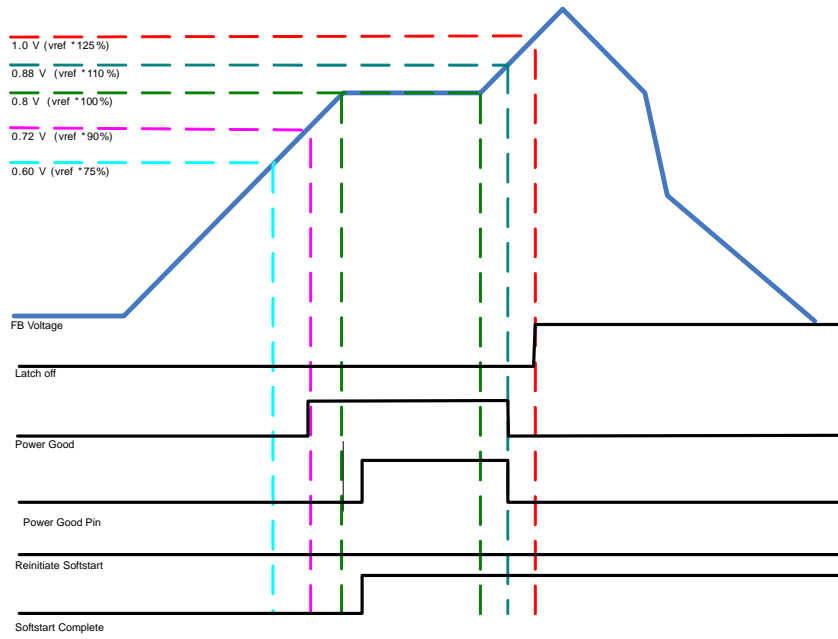 1.0 V (vref *125%)
0.88 V (vref *110%)
0.8 V (vref *100%)
0.72 V (vref *90%)
0.60 V (vref *75%)
FB Voltage
Latch off
Power Good
Power Good Pin
Reinitiate Softstart
Softstart Complete